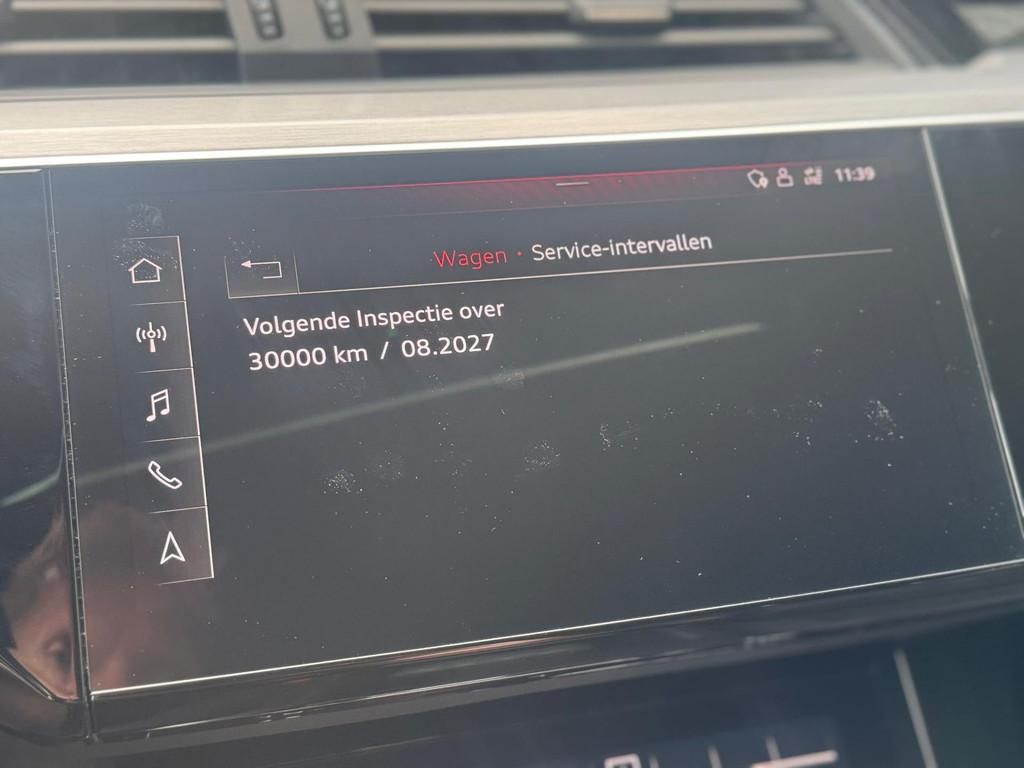 11:39
Wagen · Service-intervallen
Volgende Inspectie over
30000 km / 08.2027